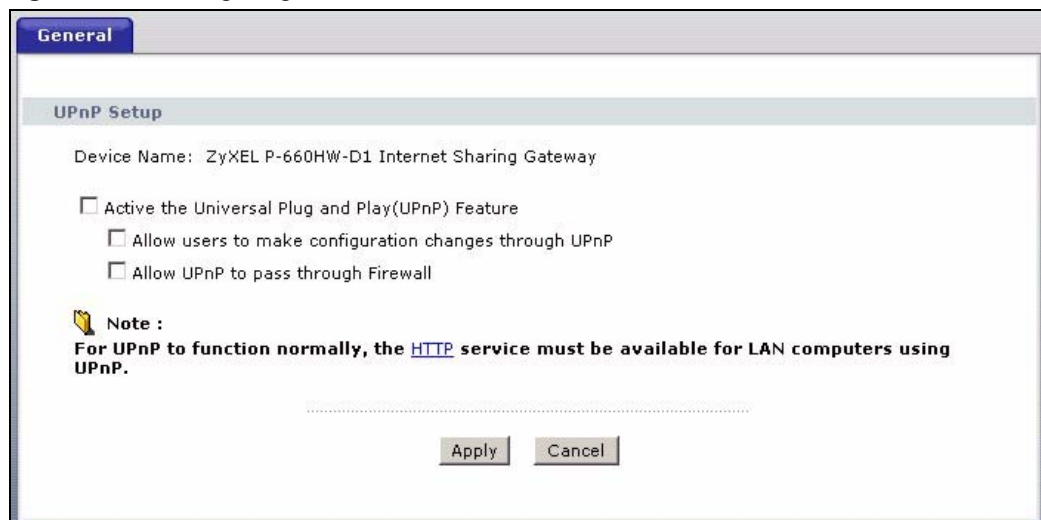 General
UPnP Setup
Device Name: ZyXEL P-660HW-D1 Internet Sharing Gateway
Active the Universal Plug and Play(UPnP) Feature
Allow users to make configuration changes through UPnP
Allow UPnP to pass through Firewall
Note :
For UPnP to function normally, the HTTP service must be available for LAN computers using
UPnP.
Apply Cancel